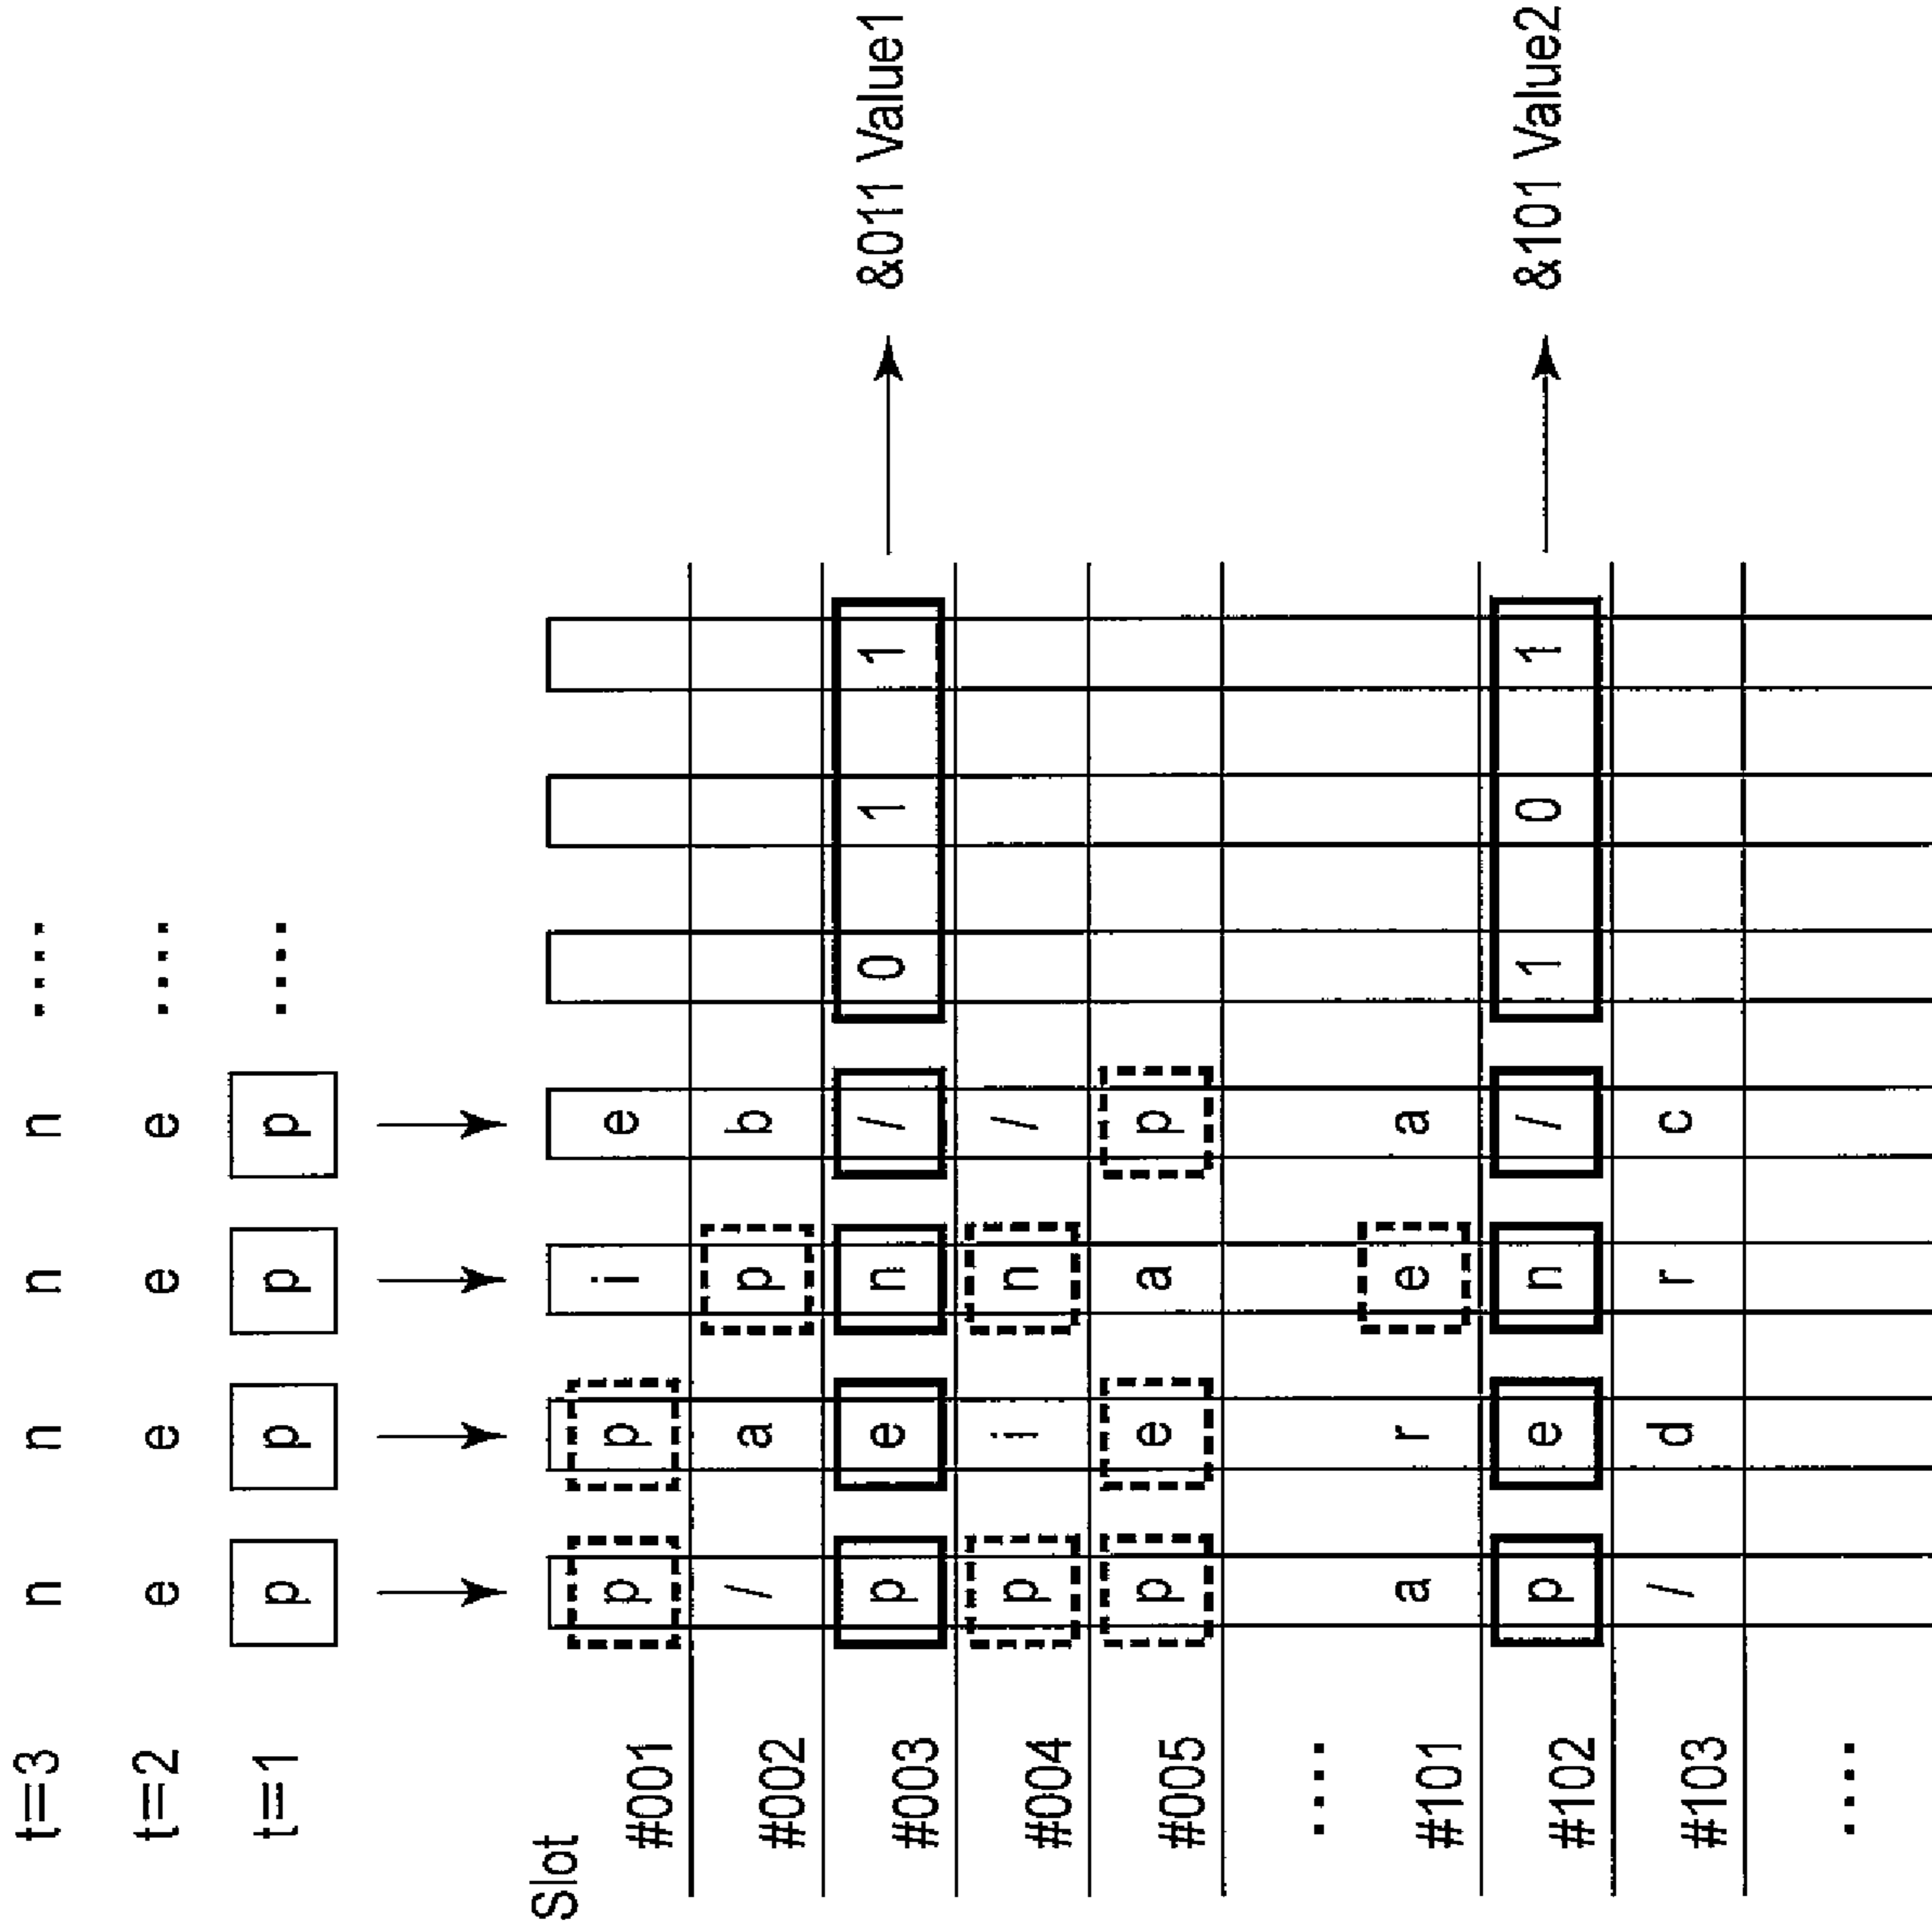 t=3 n n n n ....
t=2 e e e e ....
t=1 p p p p ....
Slot
#001 p p i e
#002 / a p b
#003 p e n / 0 1 1 &011 Value1
#004 p i n /
#005 p e a p
....
#101 a r e a
#102 p e n / 1 0 1 &101 Value2
#103 / d r c
....